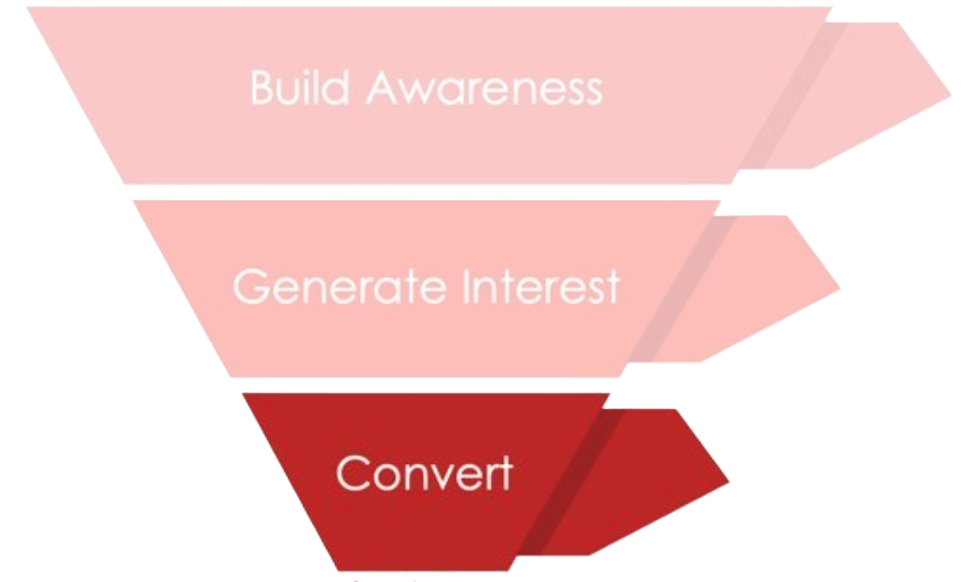 Build Awareness
Generate Interest
Convert